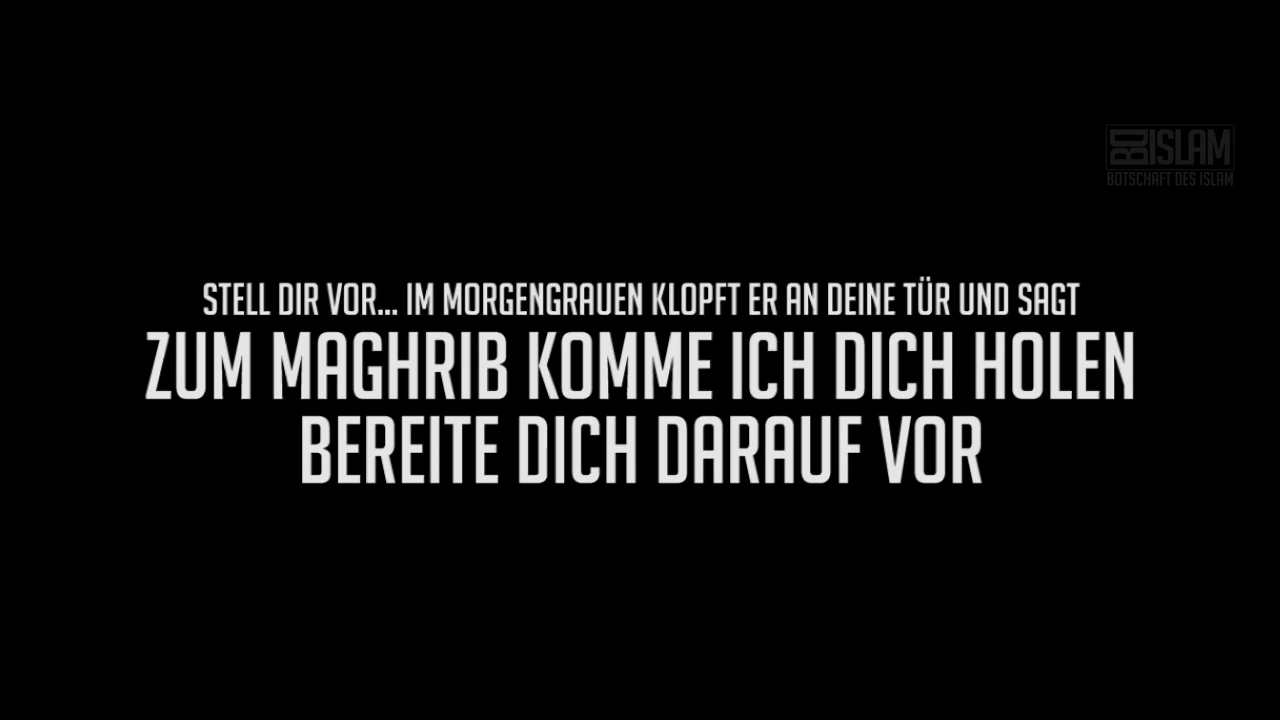 BDISLAM
BOTSCHAFT DES ISLAM
STELL DIR VOR... IM MORGENGRAUEN KLOPFT ER AN DEINE TÜR UND SAGT
ZUM MAGHRIB KOMME ICH DICH HOLEN
BEREITE DICH DARAUF VOR